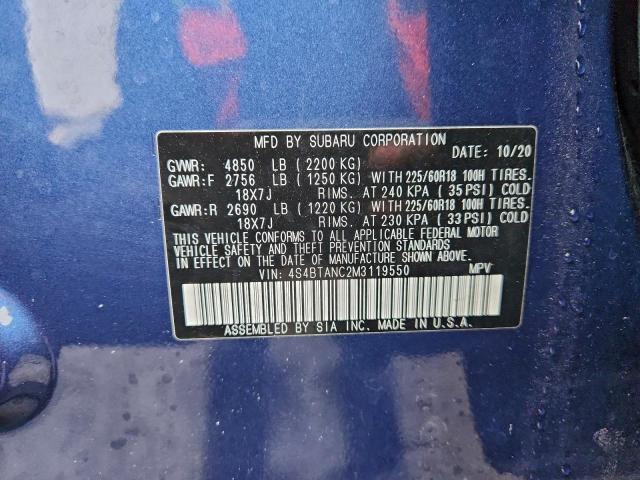 MFD BY SUBARU CORPORATION
GVWR: 4850 LB (2200 KG) DATE: 10/20
GAWR:F 2756 LB (1250 KG) WITH 225/60R18 100H TIRES.
18X7J RIMS. AT 240 KPA (35 PSI) COLD
GAWR:R 2690 LB (1220 KG) WITH 225/60R18 100H TIRES.
18X7J RIMS. AT 230 KPA (33 PSI) COLD
THIS VEHICLE CONFORMS TO ALL APPLICABLE FEDERAL MOTOR
VEHICLE SAFETY, BUMPER, AND THEFT PREVENTION STANDARDS
IN EFFECT ON THE DATE OF MANUFACTURE SHOWN ABOVE.
VIN: 4S4BTANC2M3119550 MPV
ASSEMBLED BY SIA INC. MADE IN U.S.A.